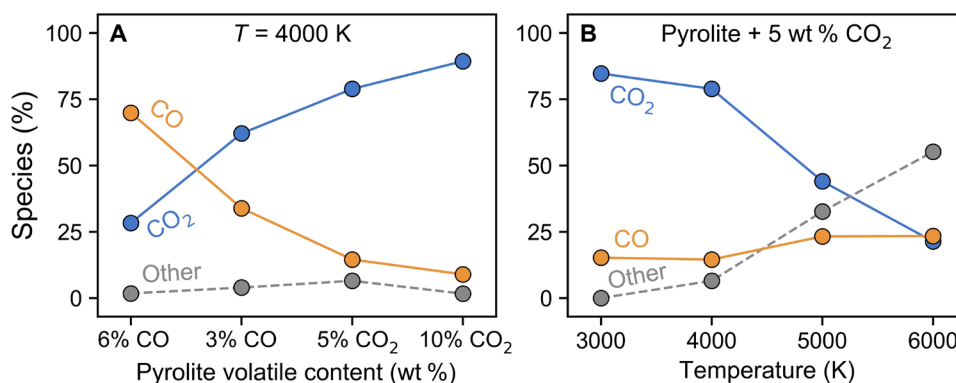 A
T = 4000 K
100
75
50
25
0
Species (%)
CO
CO₂
Other
6% CO
3% CO
5% CO₂
10% CO₂
Pyrolite volatile content (wt %)
B
Pyrolite + 5 wt % CO₂
100
75
50
25
0
CO₂
CO
Other
3000
4000
5000
6000
Temperature (K)